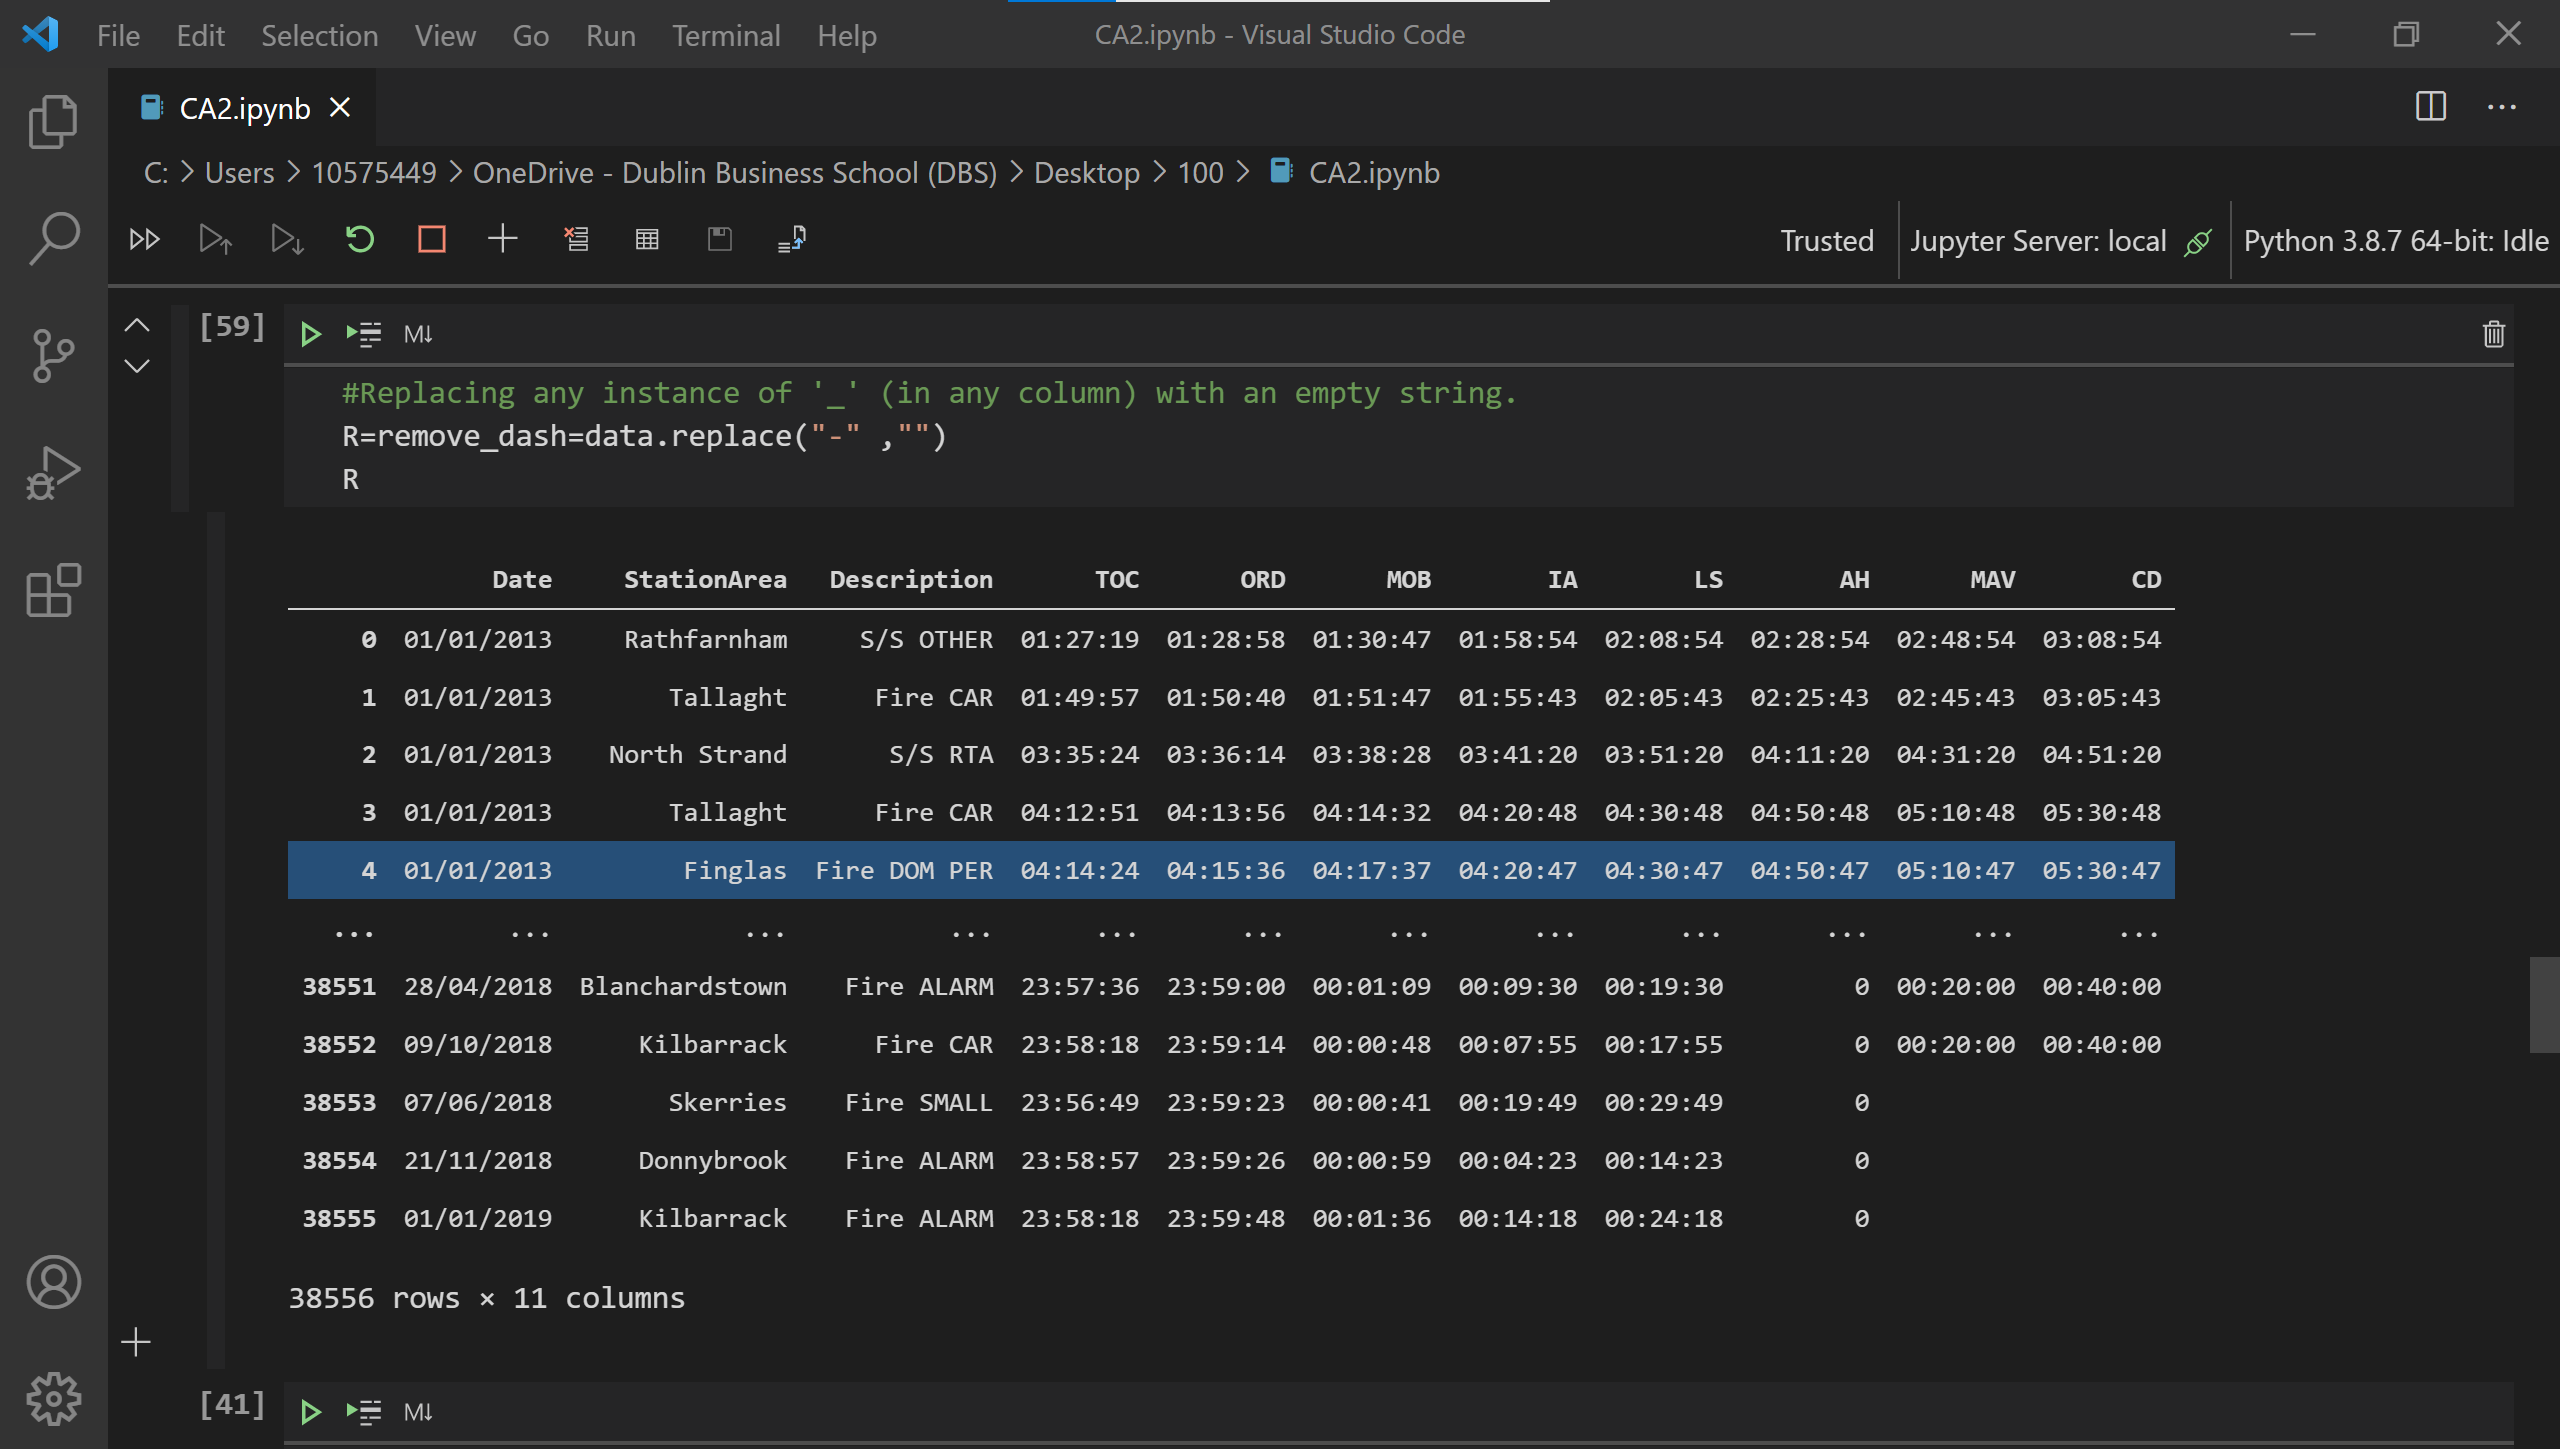 File Edit Selection View Go Run Terminal Help CA2.ipynb - Visual Studio Code
CA2.ipynb
C: > Users > 10575449 > OneDrive - Dublin Business School (DBS) > Desktop > 100 > CA2.ipynb
Trusted Jupyter Server: local Python 3.8.7 64-bit: Idle
[59] M↓
#Replacing any instance of '_' (in any column) with an empty string.
R=remove_dash=data.replace("-" ,"")
R
Date StationArea Description TOC ORD MOB IA LS AH MAV CD
0 01/01/2013 Rathfarnham S/S OTHER 01:27:19 01:28:58 01:30:47 01:58:54 02:08:54 02:28:54 02:48:54 03:08:54
1 01/01/2013 Tallaght Fire CAR 01:49:57 01:50:40 01:51:47 01:55:43 02:05:43 02:25:43 02:45:43 03:05:43
2 01/01/2013 North Strand S/S RTA 03:35:24 03:36:14 03:38:28 03:41:20 03:51:20 04:11:20 04:31:20 04:51:20
3 01/01/2013 Tallaght Fire CAR 04:12:51 04:13:56 04:14:32 04:20:48 04:30:48 04:50:48 05:10:48 05:30:48
4 01/01/2013 Finglas Fire DOM PER 04:14:24 04:15:36 04:17:37 04:20:47 04:30:47 04:50:47 05:10:47 05:30:47
... ... ... ... ... ... ... ... ... ... ... ...
38551 28/04/2018 Blanchardstown Fire ALARM 23:57:36 23:59:00 00:01:09 00:09:30 00:19:30 0 00:20:00 00:40:00
38552 09/10/2018 Kilbarrack Fire CAR 23:58:18 23:59:14 00:00:48 00:07:55 00:17:55 0 00:20:00 00:40:00
38553 07/06/2018 Skerries Fire SMALL 23:56:49 23:59:23 00:00:41 00:19:49 00:29:49 0
38554 21/11/2018 Donnybrook Fire ALARM 23:58:57 23:59:26 00:00:59 00:04:23 00:14:23 0
38555 01/01/2019 Kilbarrack Fire ALARM 23:58:18 23:59:48 00:01:36 00:14:18 00:24:18 0
38556 rows × 11 columns
[41] M↓